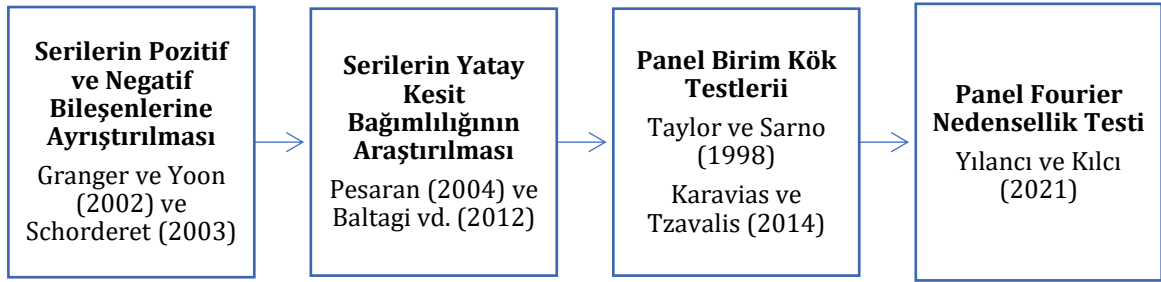 Serilerin Pozitif
ve Negatif
Bileşenlerine
Ayrıştırılması
Granger ve Yoon
(2002) ve
Schorderet (2003)
Serilerin Yatay
Kesit
Bağımlılığının
Araştırılması
Pesaran (2004) ve
Baltagi vd. (2012)
Panel Birim Kök
Testlerii
Taylor ve Sarno
(1998)
Karavias ve
Tzavalis (2014)
Panel Fourier
Nedensellik Testi
Yılancı ve Kılcı
(2021)